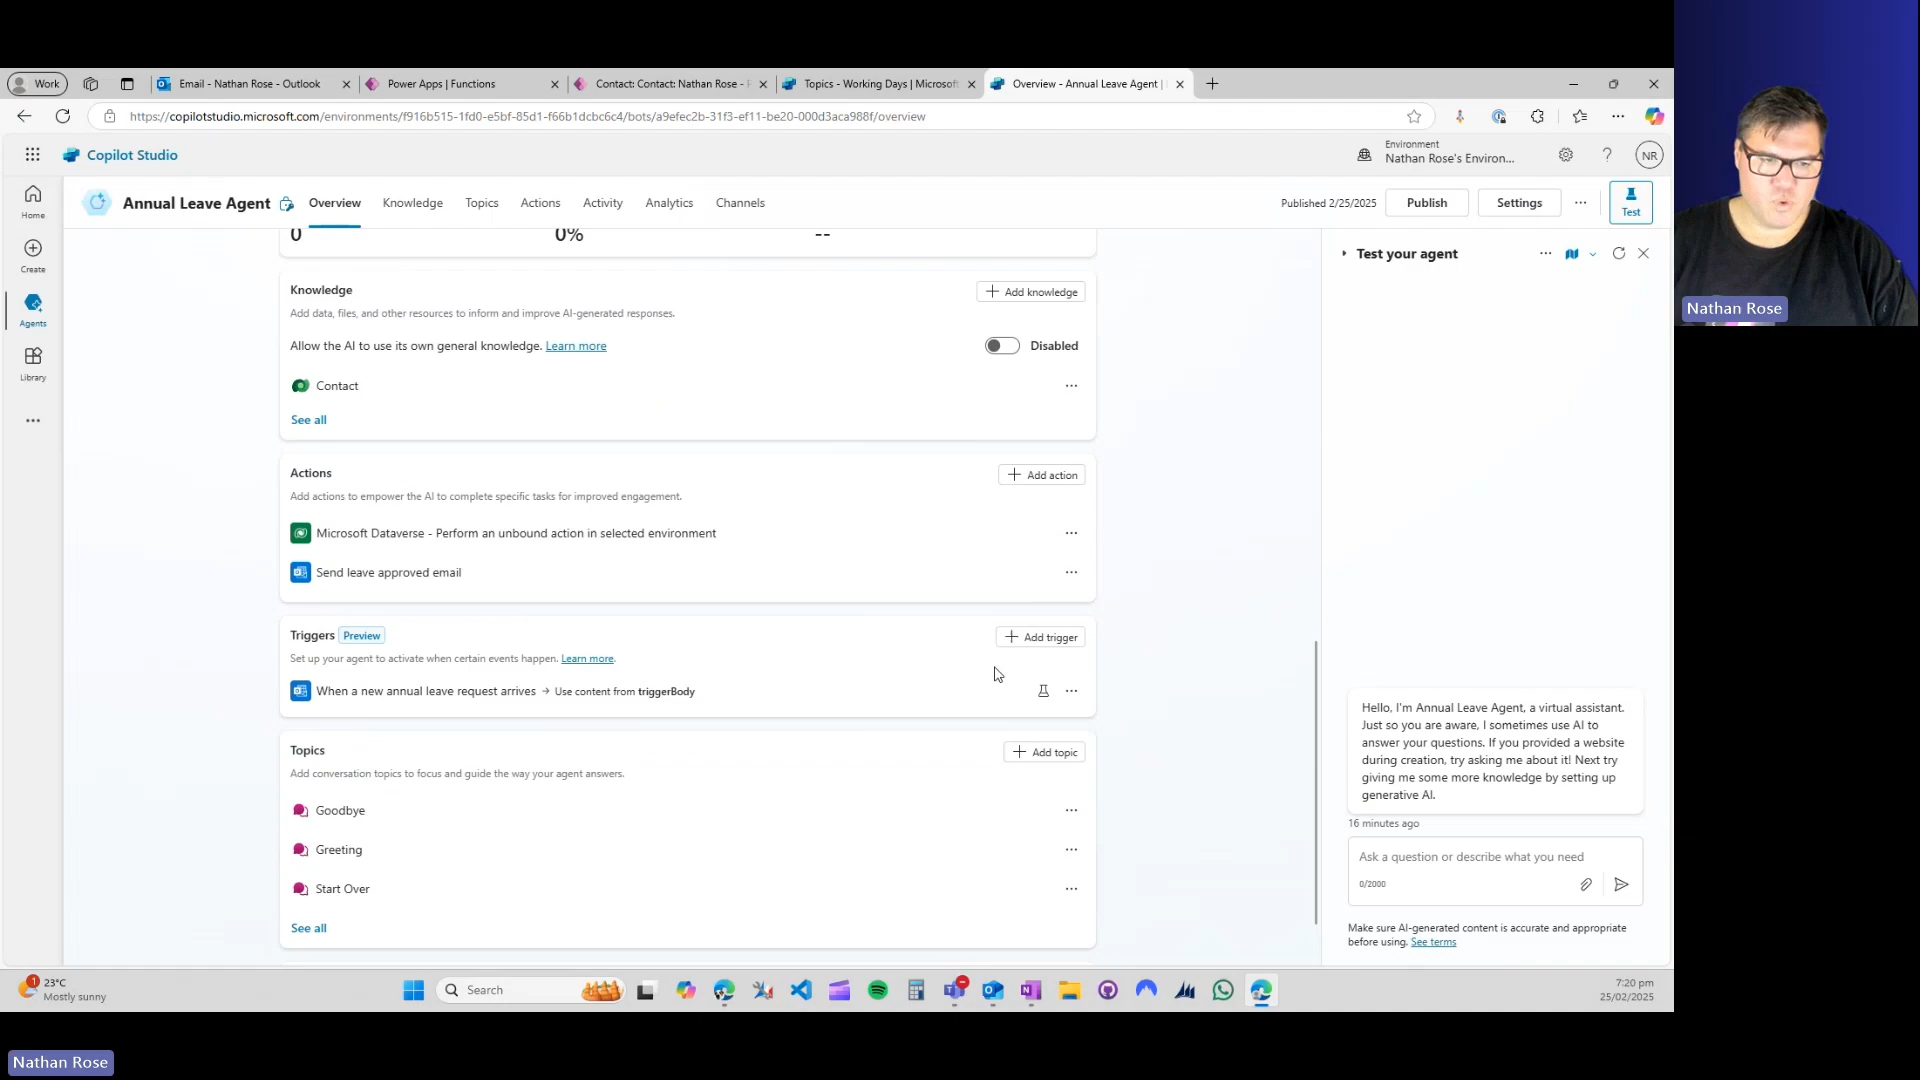 Work
Email - Nathan Rose - Outlook
Power Apps | Functions
Contact: Contact: Nathan Rose -
Topics - Working Days | Microsoft
Overview - Annual Leave Agent |
https://copilotstudio.microsoft.com/environments/f916b515-1fd0-e5bf-85d1-f66b1dcbc6c4/bots/a9efec2b-31f3-ef11-be20-000d3aca988f/overview
Copilot Studio
Environment
Nathan Rose's Environ...
NR
Home
Create
Agents
Library
Annual Leave Agent
Overview
Knowledge
Topics
Actions
Activity
Analytics
Channels
Published 2/25/2025
Publish
Settings
Test
0
0%
--
Knowledge
Add knowledge
Add data, files, and other resources to inform and improve AI-generated responses.
Allow the AI to use its own general knowledge. Learn more
Disabled
Contact
See all
Actions
Add action
Add actions to empower the AI to complete specific tasks for improved engagement.
Microsoft Dataverse - Perform an unbound action in selected environment
Send leave approved email
Triggers Preview
Add trigger
Set up your agent to activate when certain events happen. Learn more.
When a new annual leave request arrives → Use content from triggerBody
Topics
Add topic
Add conversation topics to focus and guide the way your agent answers.
Goodbye
Greeting
Start Over
See all
Test your agent
Hello, I'm Annual Leave Agent, a virtual assistant.
Just so you are aware, I sometimes use AI to
answer your questions. If you provided a website
during creation, try asking me about it! Next try
giving me some more knowledge by setting up
generative AI.
16 minutes ago
Ask a question or describe what you need
0/2000
Make sure AI-generated content is accurate and appropriate
before using. See terms
Nathan Rose
1
23°C
Mostly sunny
Search
7:20 pm
25/02/2025
Nathan Rose